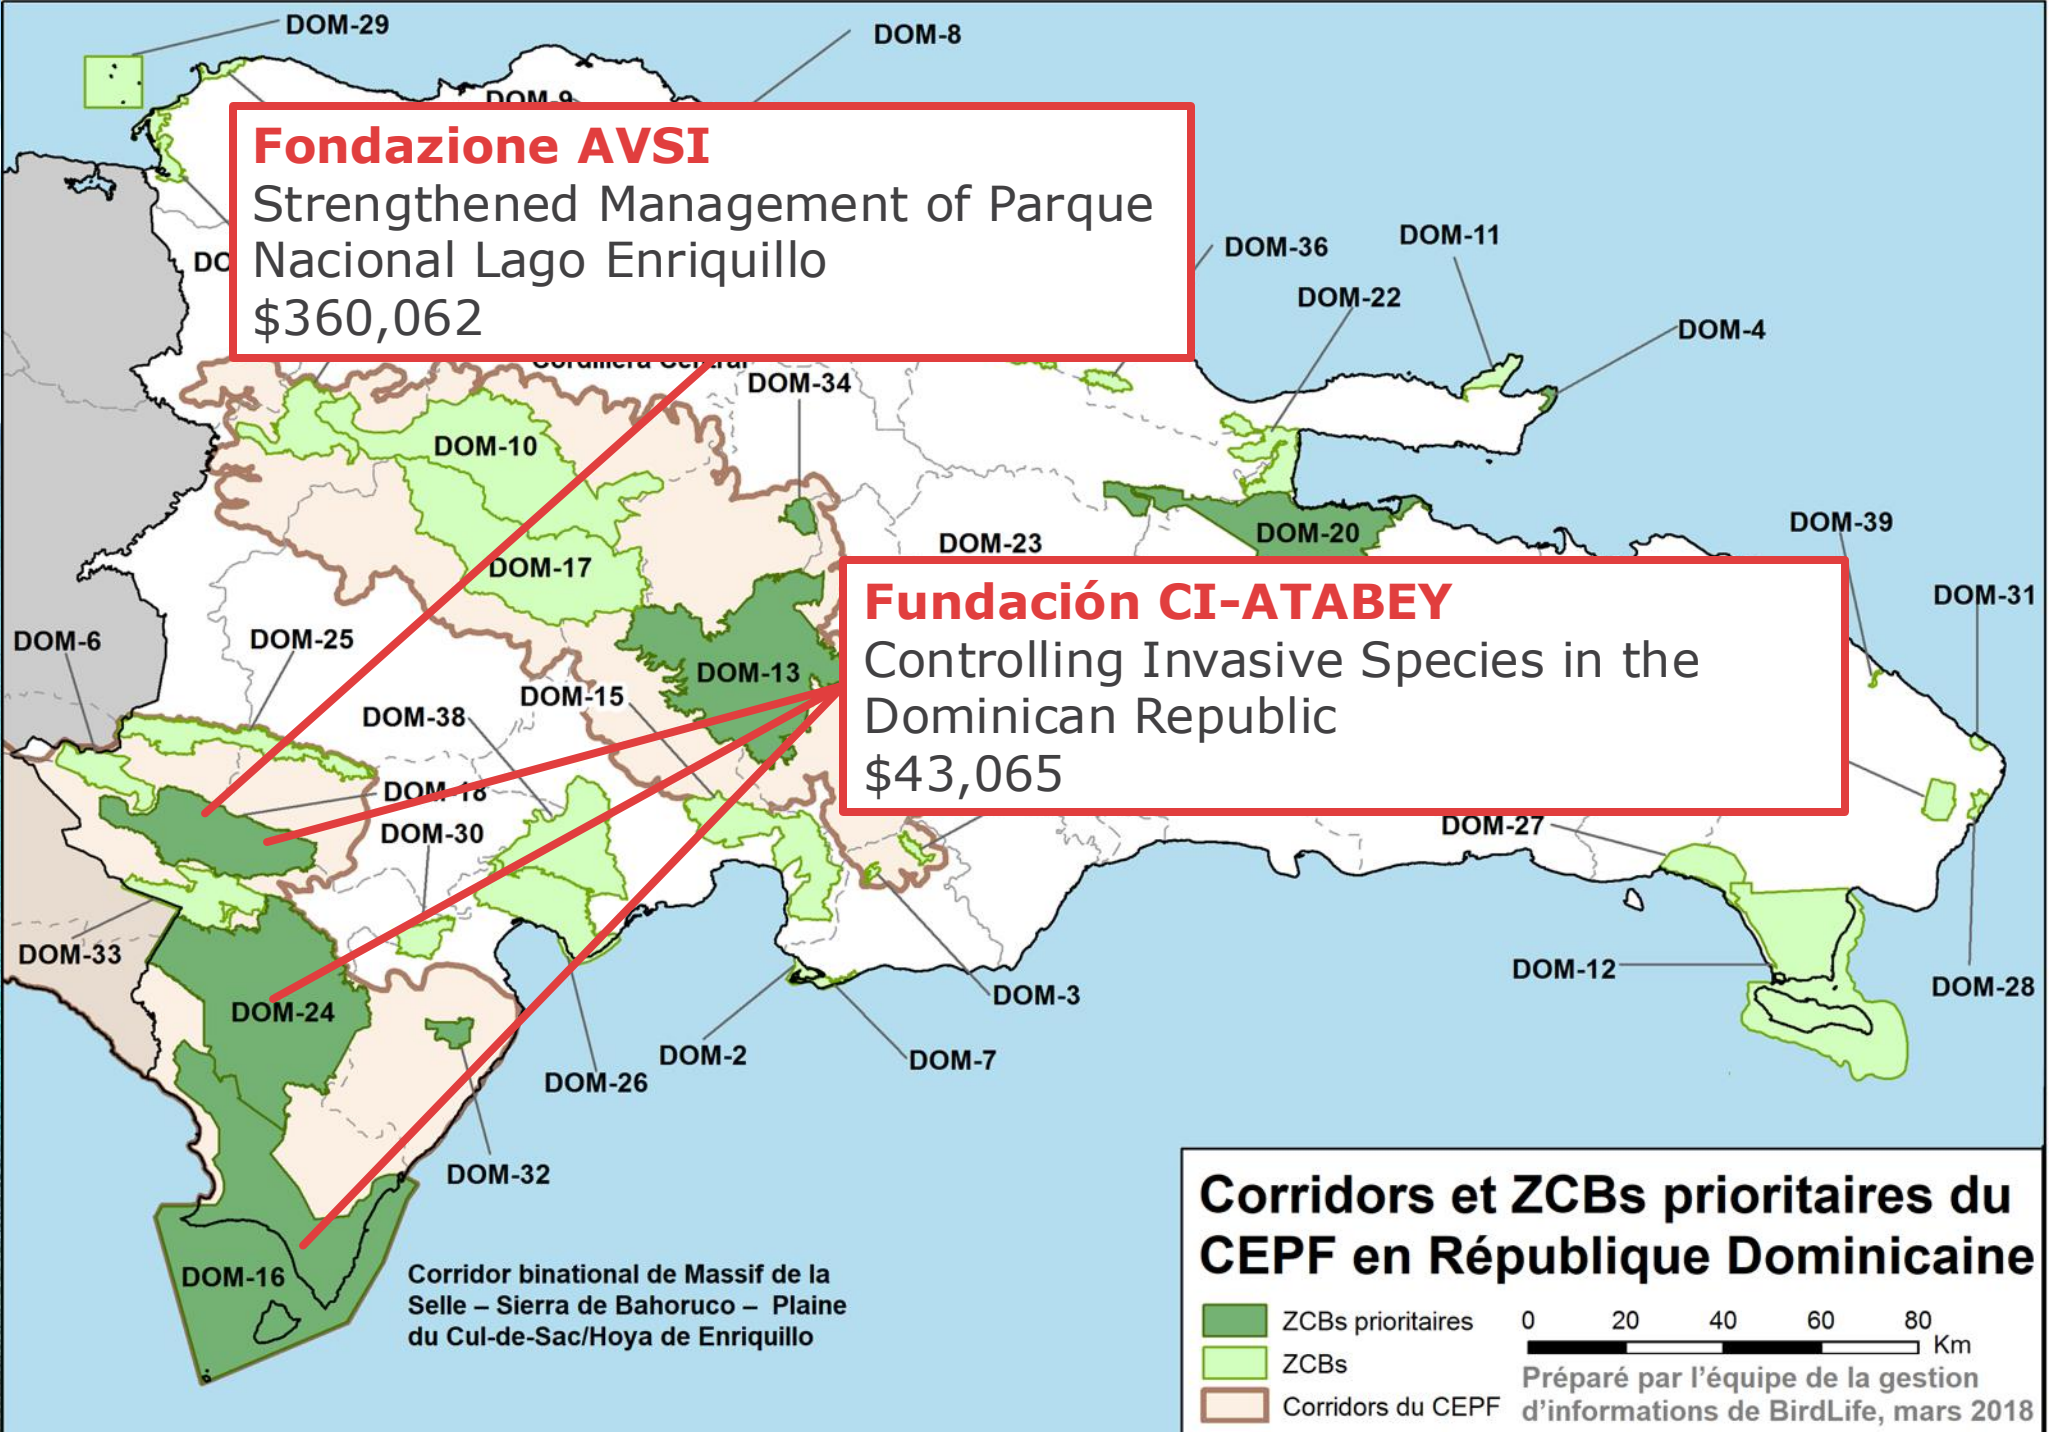 DOM-29
DOM-8
DOM-9
Fondazione AVSI
Strengthened Management of Parque
Nacional Lago Enriquillo
$360,062
DOM-36
DOM-11
DOM-22
DOM-4
Cordillera Central
DOM-34
DOM-10
DOM-20
DOM-39
DOM-23
DOM-17
Fundación CI-ATABEY
Controlling Invasive Species in the
Dominican Republic
$43,065
DOM-31
DOM-6
DOM-25
DOM-13
DOM-15
DOM-38
DOM-18
DOM-30
DOM-27
DOM-33
DOM-12
DOM-28
DOM-3
DOM-24
DOM-2
DOM-7
DOM-26
DOM-32
DOM-16
Corridor binational de Massif de la
Selle – Sierra de Bahoruco – Plaine
du Cul-de-Sac/Hoya de Enriquillo
Corridors et ZCBs prioritaires du
CEPF en République Dominicaine
ZCBs prioritaires
ZCBs
Corridors du CEPF
0 20 40 60 80
Km
Préparé par l'équipe de la gestion
d'informations de BirdLife, mars 2018